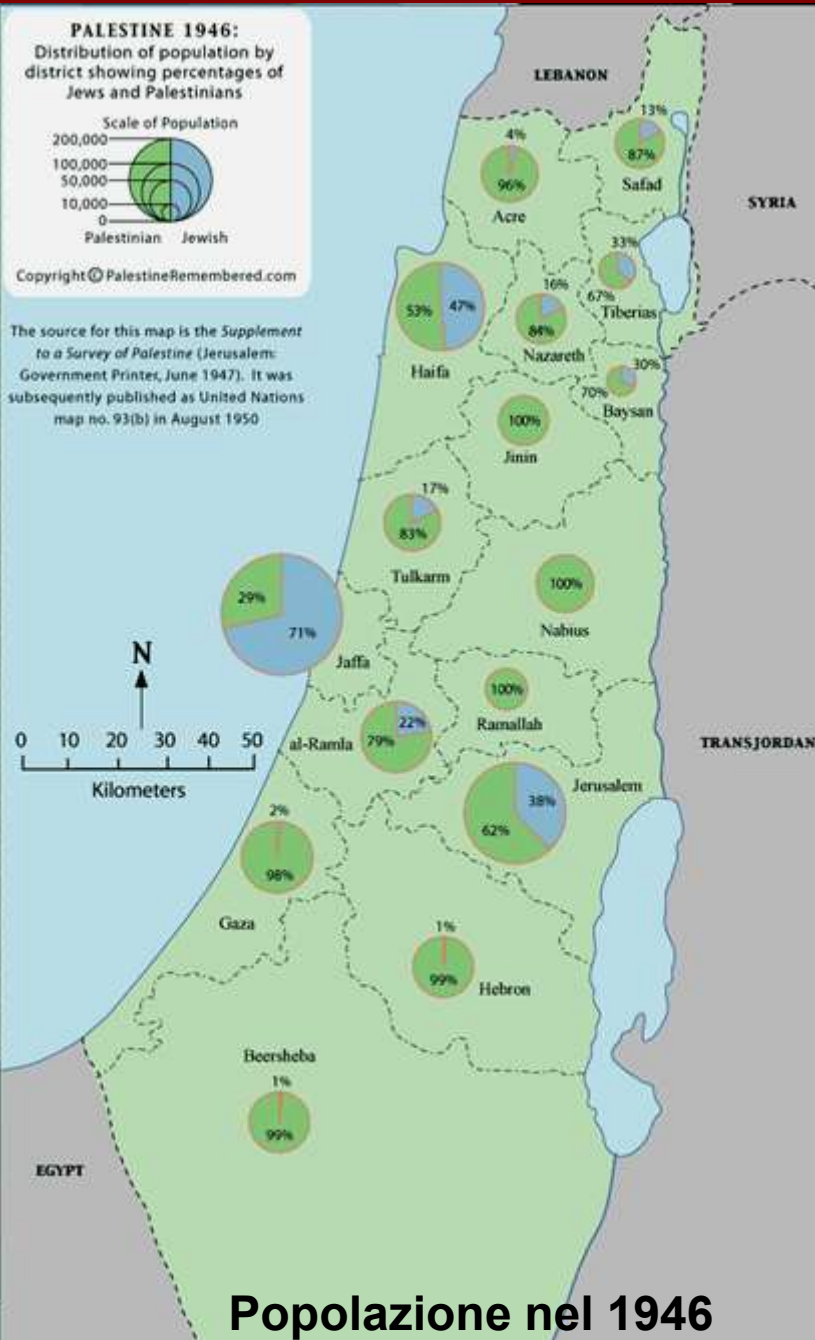 PALESTINE 1946:
Distribution of population by
district showing percentages of
Jews and Palestinians
Scale of Population
200,000
100,000
50,000
10,000
0
Palestinian Jewish
Copyright © PalestineRemembered.com
The source for this map is the Supplement
to a Survey of Palestine (Jerusalem:
Government Printer, June 1947). It was
subsequently published as United Nations
map no. 93(b) in August 1950
LEBANON
SYRIA
13%
87%
Safad
4%
96%
Acre
33%
67%
Tiberias
53% 47%
Haifa
16%
84%
Nazareth
30%
70%
Baysan
100%
Jinin
17%
83%
Tulkarm
100%
Nabius
29%
71%
Jaffa
100%
Ramallah
22%
79%
al-Ramla
N
0 10 20 30 40 50
Kilometers
TRANSJORDAN
Jerusalem
38%
62%
2%
98%
Gaza
1%
99%
Hebron
Beersheba
1%
99%
EGYPT
Popolazione nel 1946